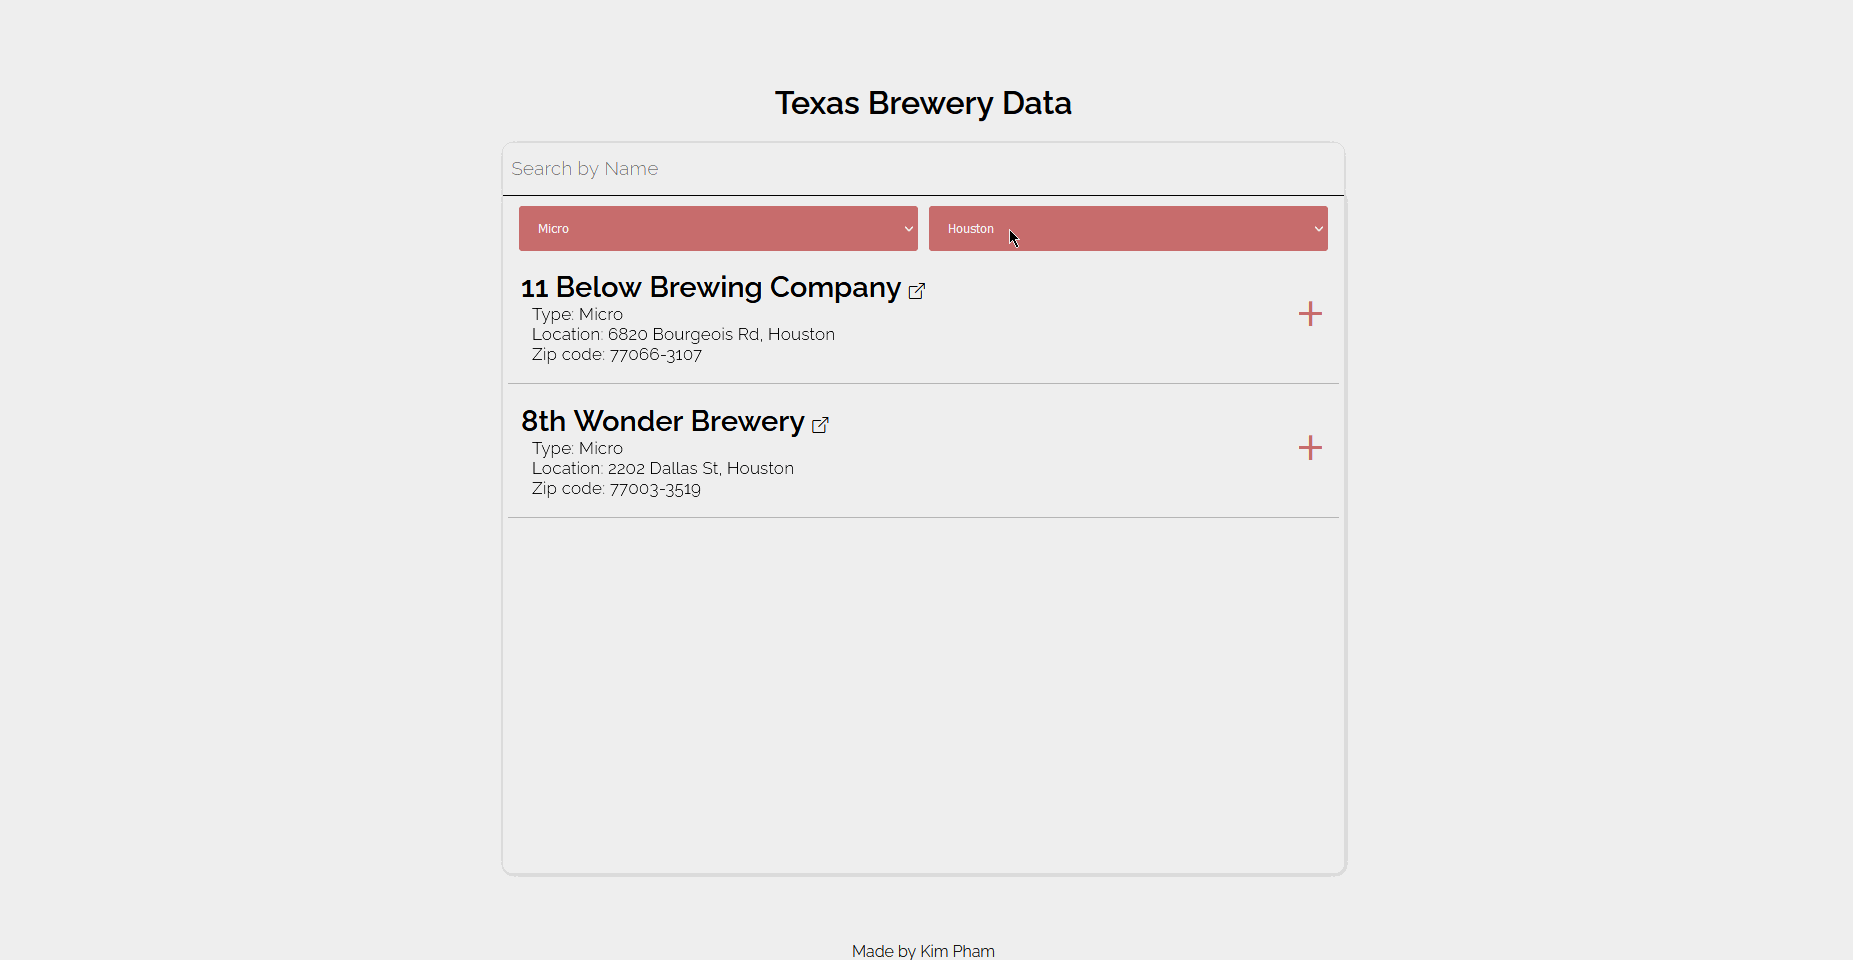 Texas Brewery Data
Search by Name
Micro
Houston
11 Below Brewing Company
Type: Micro
Location: 6820 Bourgeois Rd, Houston
Zip code: 77066-3107
8th Wonder Brewery
Type: Micro
Location: 2202 Dallas St, Houston
Zip code: 77003-3519
Made by Kim Pham